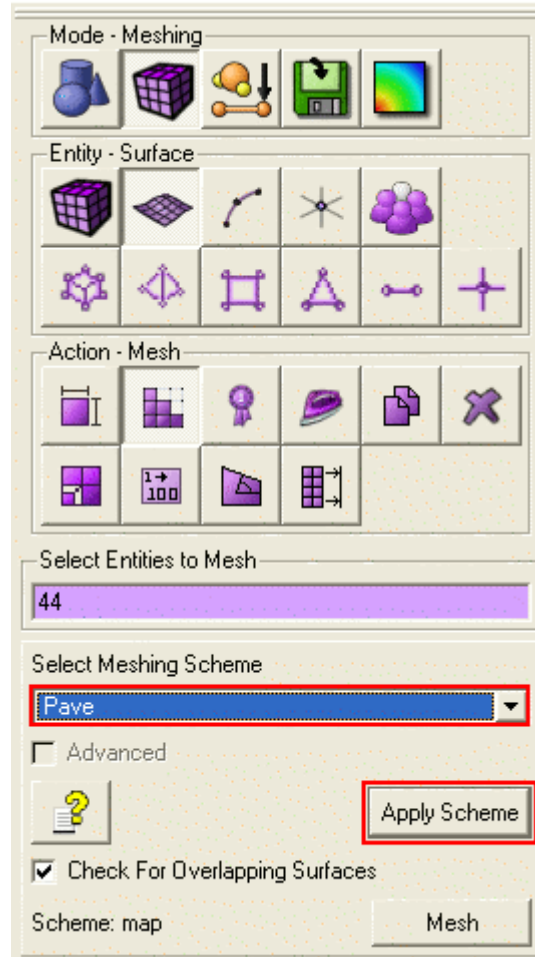 Mode - Meshing
Entity - Surface
Action - Mesh
1
1→
100
Select Entities to Mesh
44
Select Meshing Scheme
Pave
Advanced
?
Apply Scheme
Check For Overlapping Surfaces
Scheme: map
Mesh